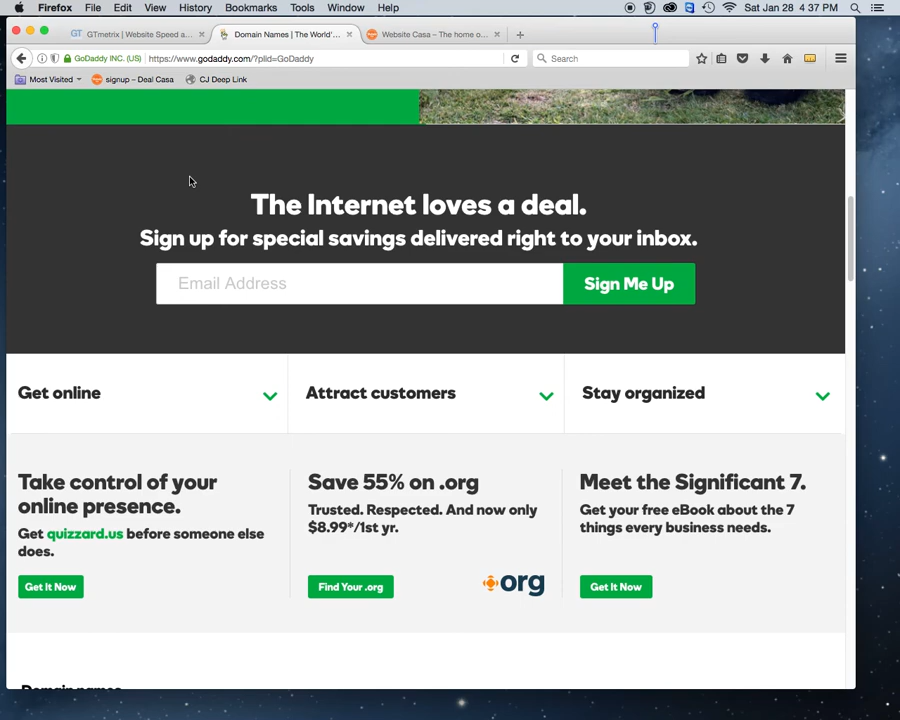 Firefox File Edit View History Bookmarks Tools Window Help Sat Jan 28 4:37 PM
GTmetrix | Website Speed a... Domain Names | The World'... Website Casa – The home o...
GoDaddy INC. (US) https://www.godaddy.com/?plid=GoDaddy Search
Most Visited signup – Deal Casa CJ Deep Link
The Internet loves a deal.
Sign up for special savings delivered right to your inbox.
Email Address Sign Me Up
Get online Attract customers Stay organized
Take control of your
online presence.
Get quizzard.us before someone else
does.
Get It Now
Save 55% on .org
Trusted. Respected. And now only
$8.99*/1st yr.
Find Your .org
org
Meet the Significant 7.
Get your free eBook about the 7
things every business needs.
Get It Now
Domain names